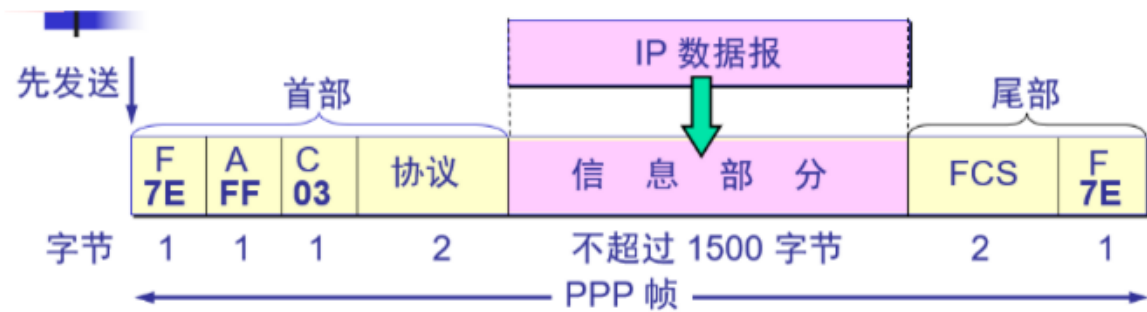 IP 数据报
先发送
首部
尾部
F A C 协议 信息部分 FCS F
7E FF 03 7E
字节 1 1 1 2 不超过 1500 字节 2 1
PPP 帧